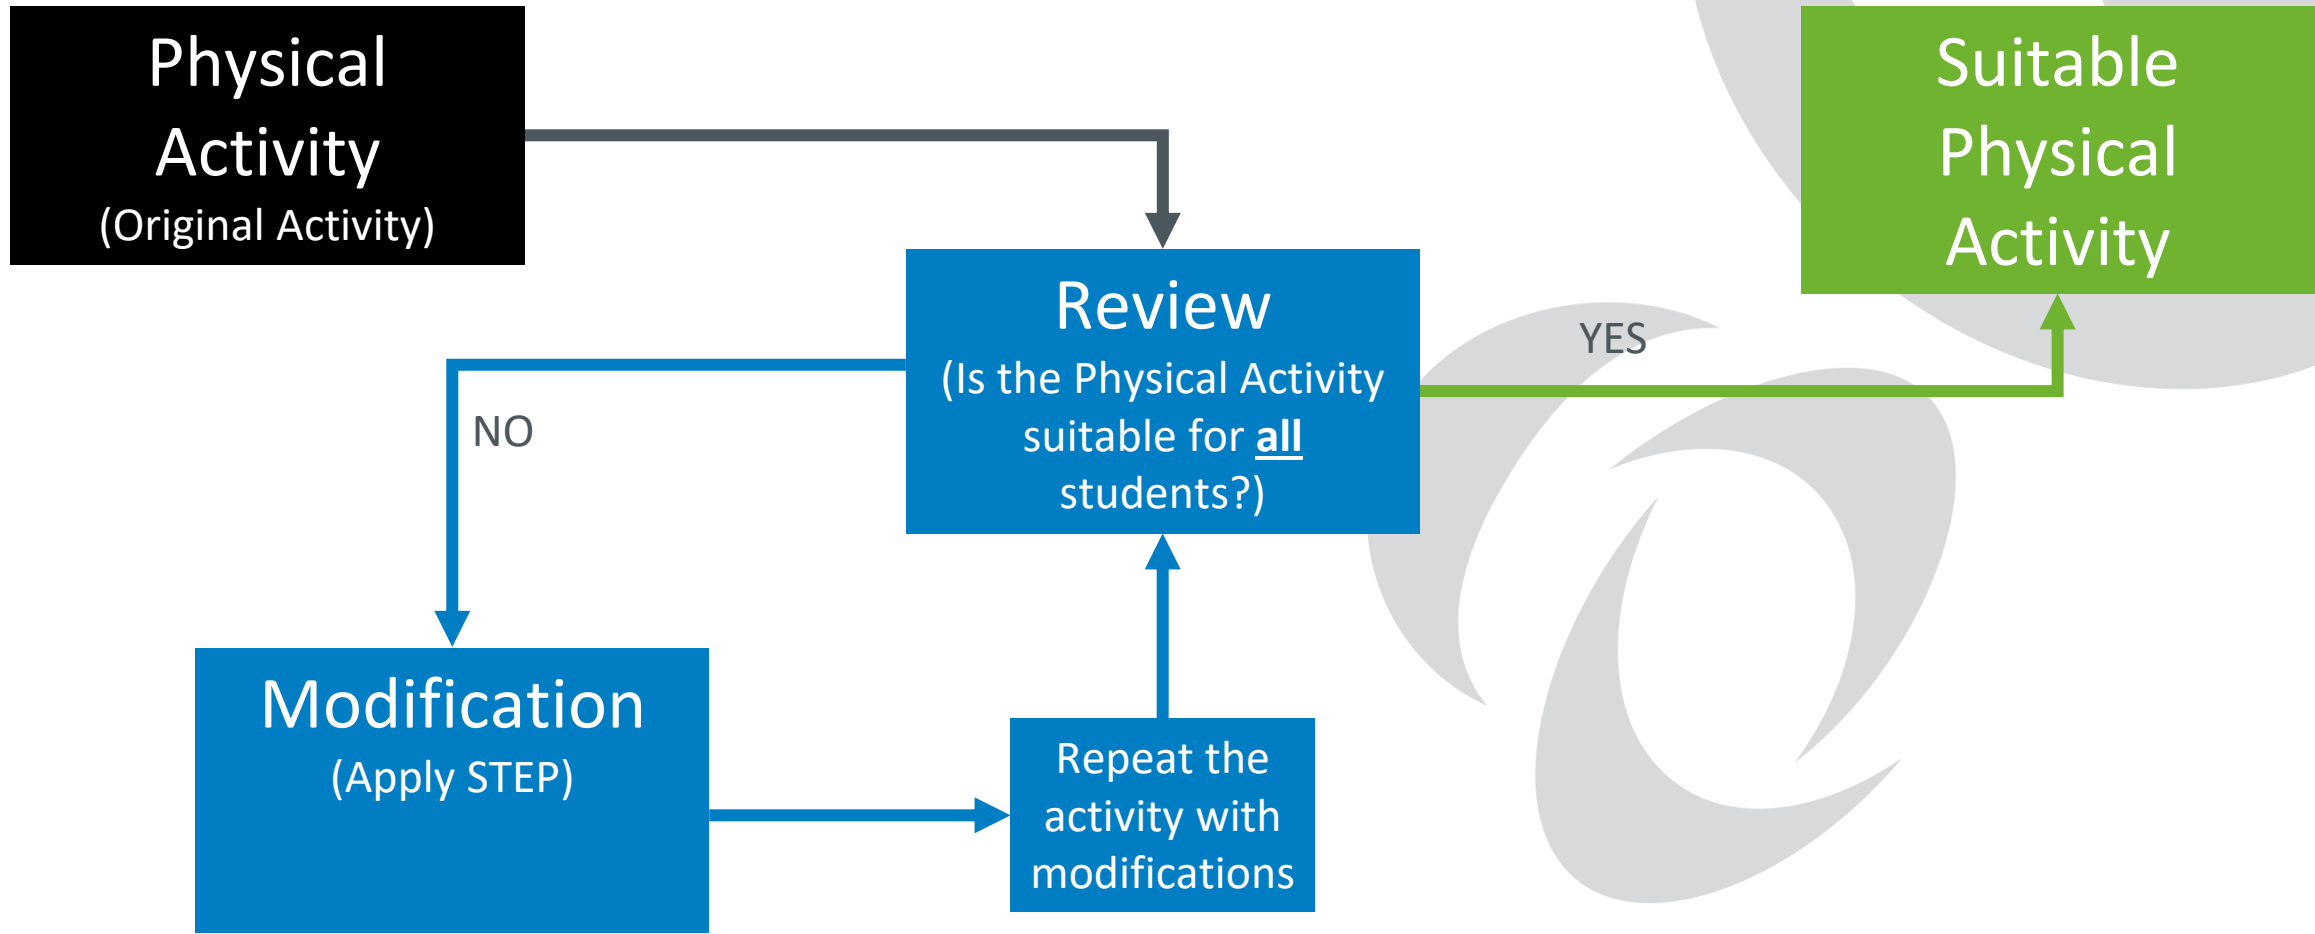 Physical
Activity
(Original Activity)
Suitable
Physical
Activity
Review
(Is the Physical Activity
suitable for all
students?)
YES
NO
Modification
(Apply STEP)
Repeat the
activity with
modifications